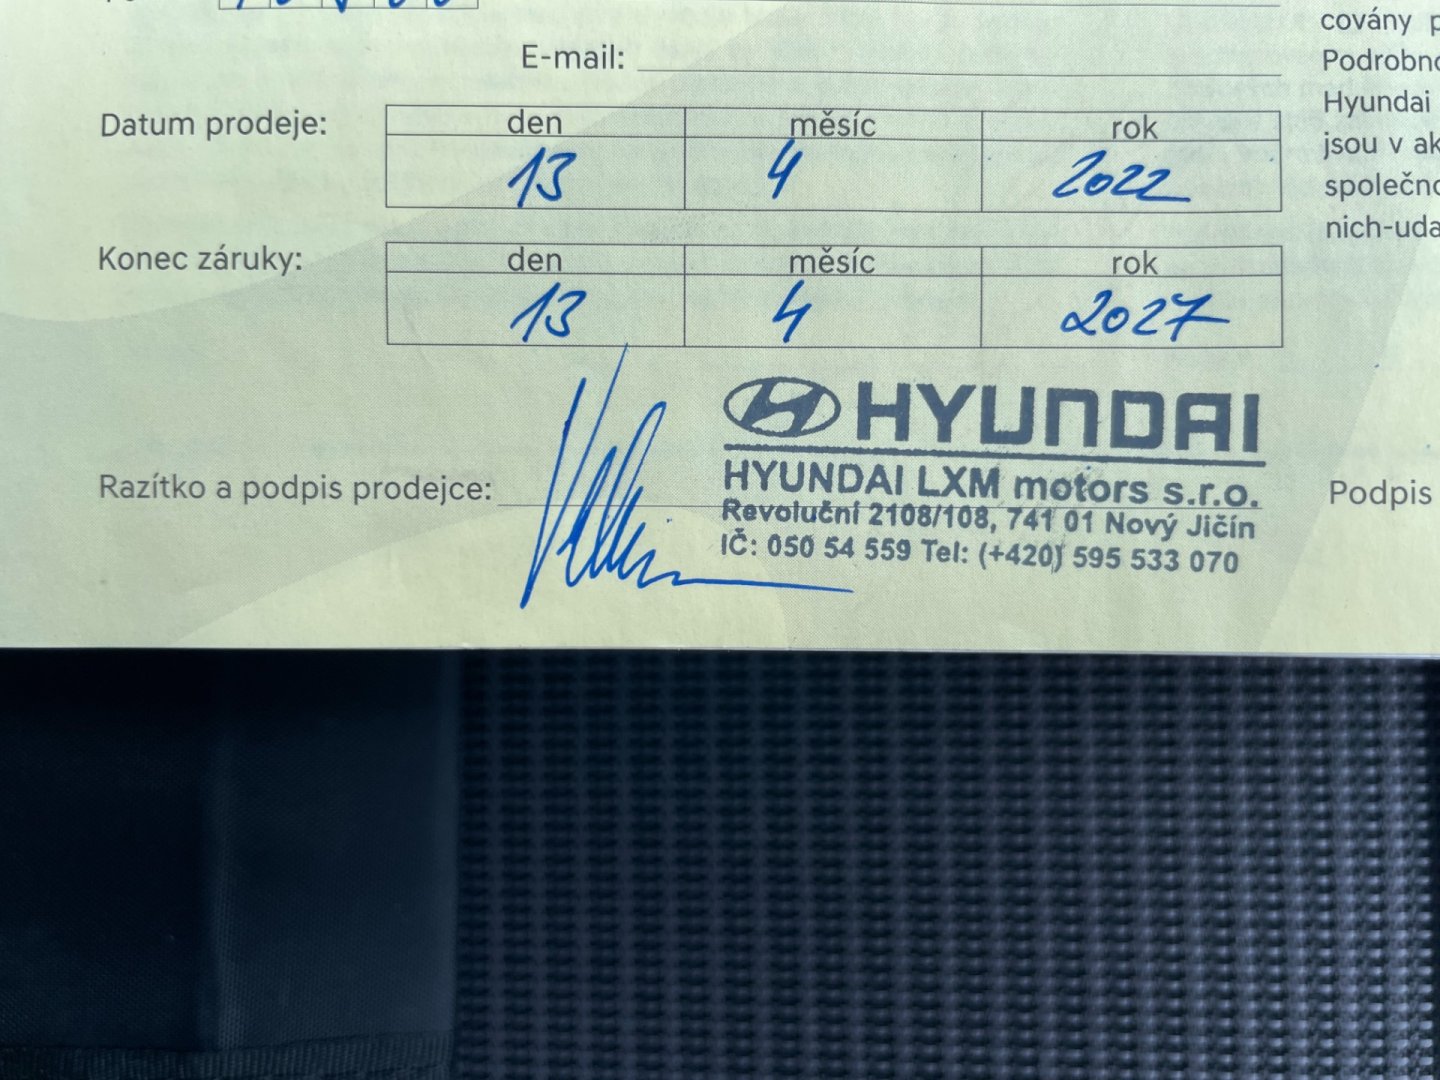 E-mail:
Datum prodeje: den měsíc rok
13 4 2022
Konec záruky: den měsíc rok
13 4 2027
Razítko a podpis prodejce:
HYUNDAI
HYUNDAI LXM motors s.r.o.
Revoluční 2108/108, 741 01 Nový Jičín
IČ: 050 54 559 Tel: (+420) 595 533 070
covány p
Podrobno
Hyundai
jsou v ak
společno
nich-uda
Podpis